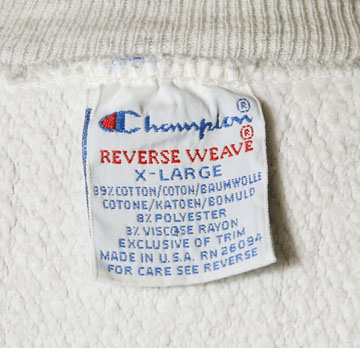 Champion®
REVERSE WEAVE®
X-LARGE
89% COTTON/COTON/BAUMWOLLE
COTONE/KATOEN/BOMULD
8% POLYESTER
3% VISCOSE RAYON
EXCLUSIVE OF TRIM
MADE IN U.S.A. RN 26094
FOR CARE SEE REVERSE